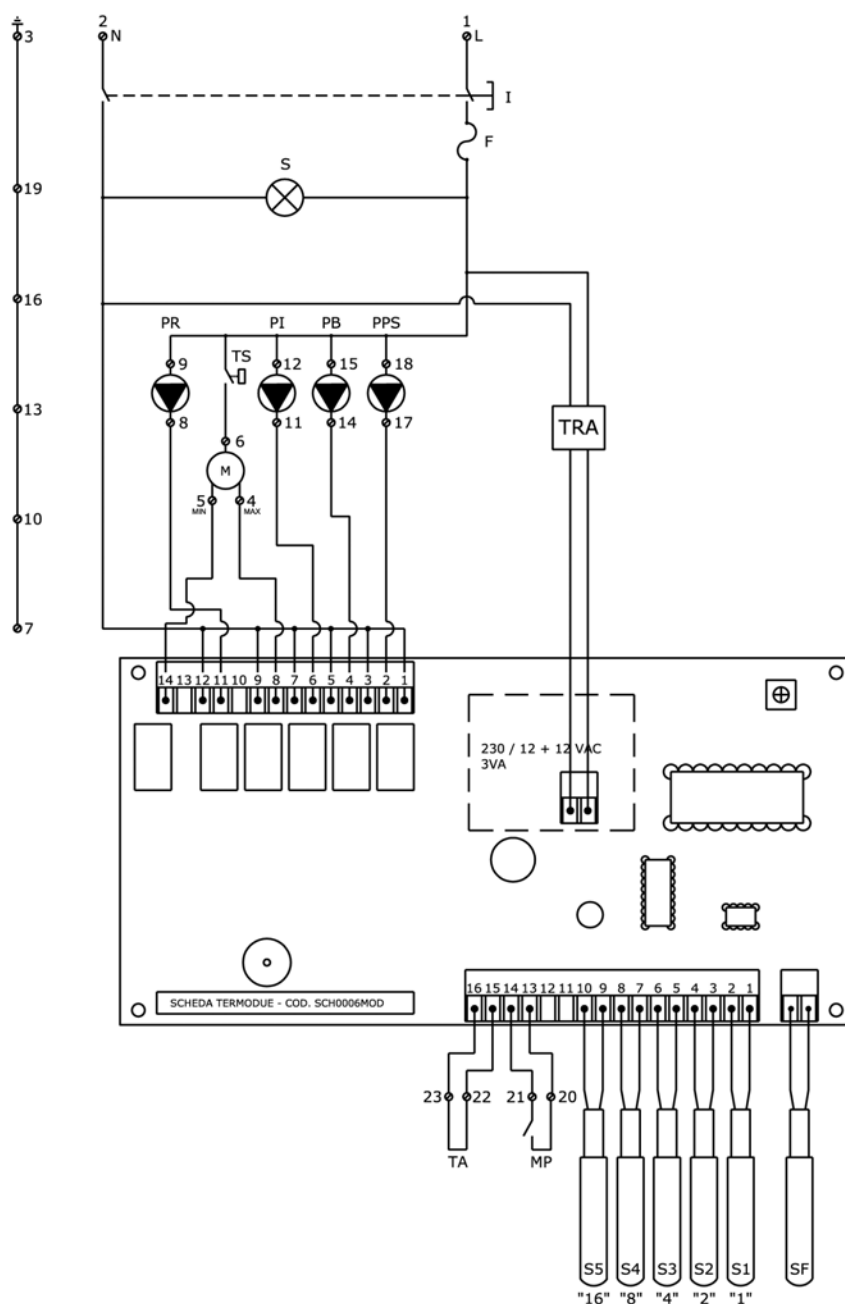 2
1
3
N
L
I
F
S
19
16
PR
PI
PB
PPS
9
TS
12
15
18
8
11
14
17
13
TRA
6
M
5
4
MIN
MAX
10
7
14 13 12 11 10 9 8 7 6 5 4 3 2 1
230 / 12 + 12 VAC
3VA
SCHEDA TERMODUE - COD. SCH0006MOD
16 15 14 13 12 11 10 9 8 7 6 5 4 3 2 1
23
22
21
20
TA
MP
S5 S4 S3 S2 S1 SF
"16" "8" "4" "2" "1"